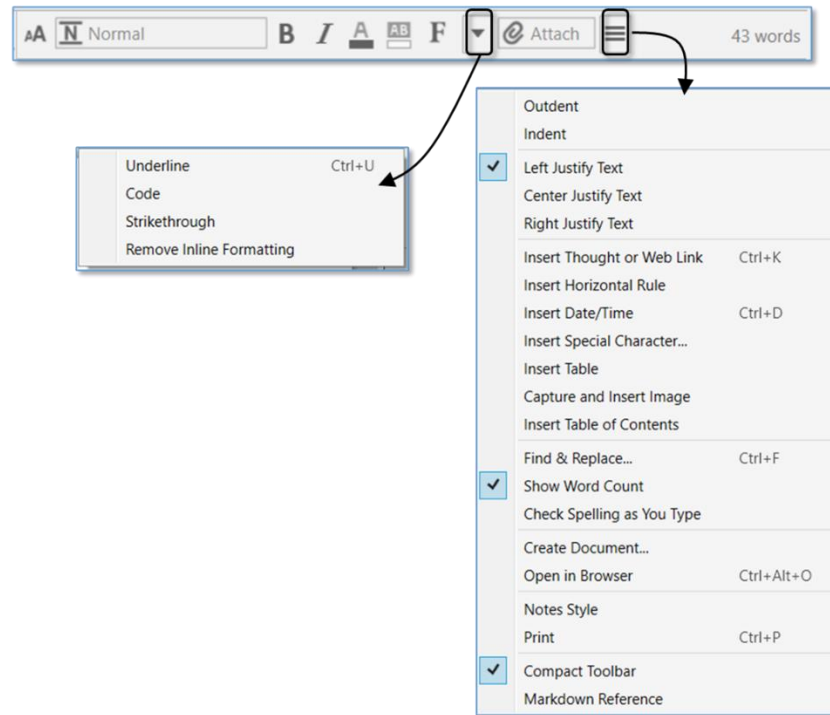 AA N Normal B I A AB F Attach 43 words
Underline Ctrl+U
Code
Strikethrough
Remove Inline Formatting
Outdent
Indent
Left Justify Text
Center Justify Text
Right Justify Text
Insert Thought or Web Link Ctrl+K
Insert Horizontal Rule
Insert Date/Time Ctrl+D
Insert Special Character...
Insert Table
Capture and Insert Image
Insert Table of Contents
Find & Replace... Ctrl+F
Show Word Count
Check Spelling as You Type
Create Document...
Open in Browser Ctrl+Alt+O
Notes Style
Print Ctrl+P
Compact Toolbar
Markdown Reference